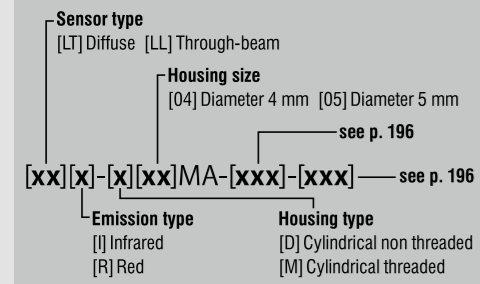 Sensor type
[LT] Diffuse [LL] Through-beam
Housing size
[04] Diameter 4 mm [05] Diameter 5 mm
see p. 196
[xx][x]-[x][xx]MA-[xxx]-[xxx] see p. 196
Emission type
[I] Infrared
[R] Red
Housing type
[D] Cylindrical non threaded
[M] Cylindrical threaded